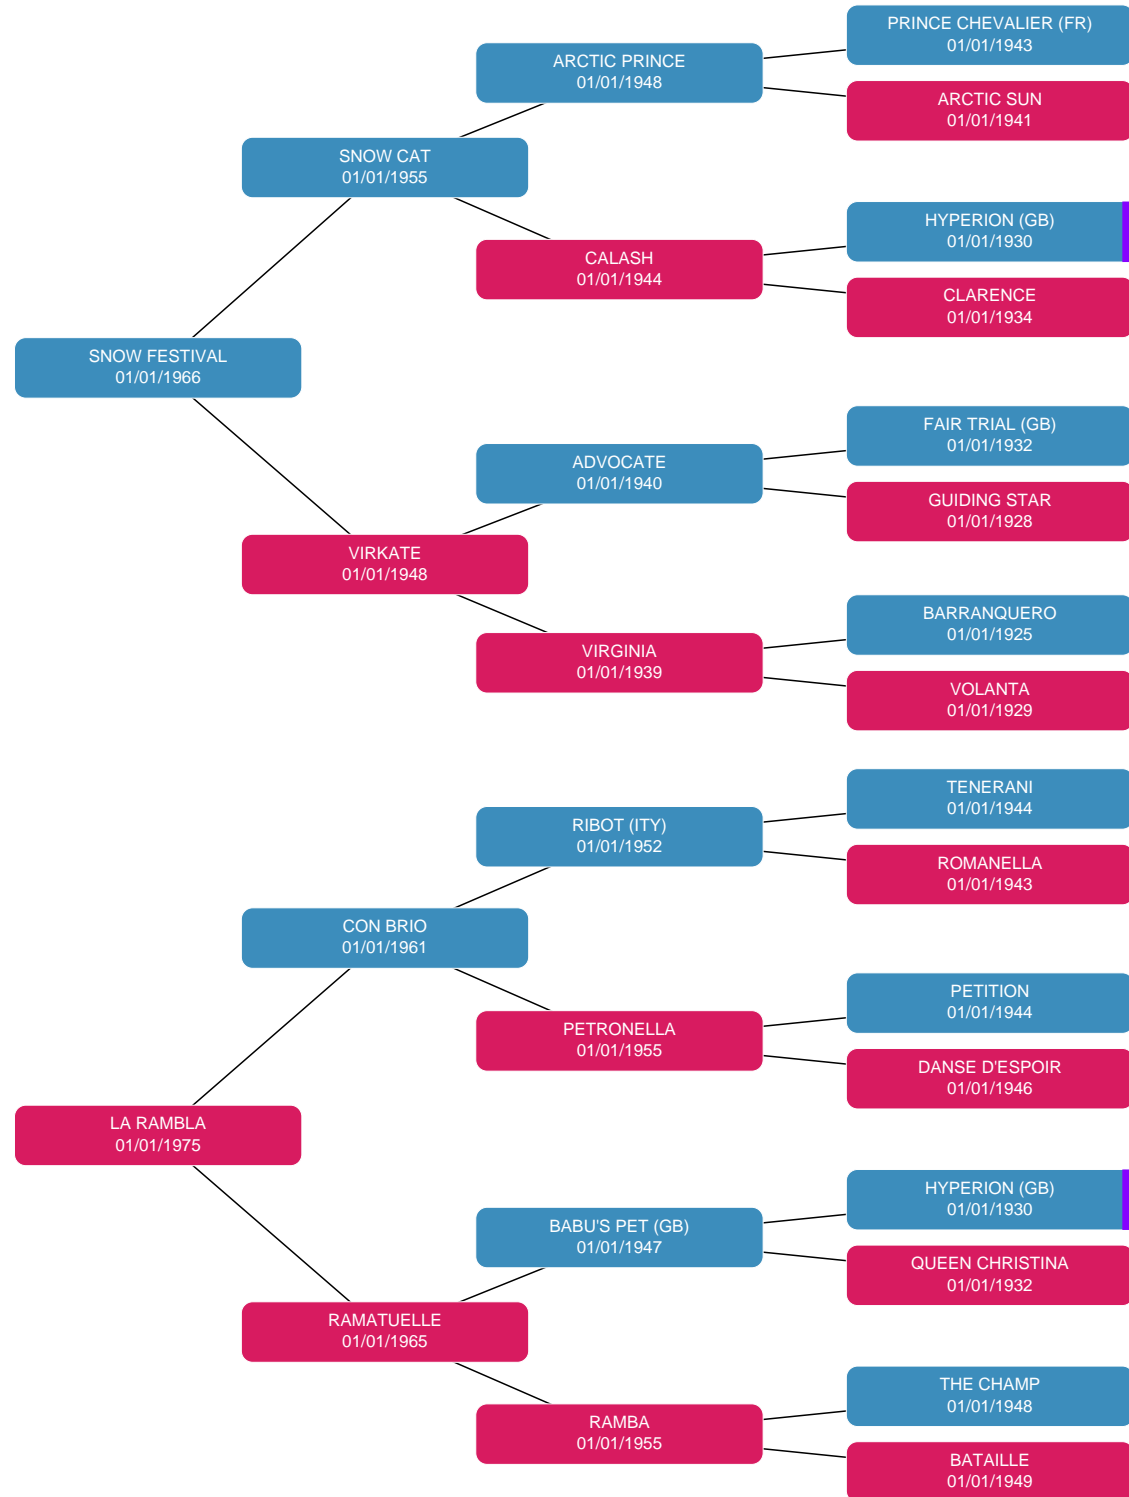 PRINCE CHEVALIER (FR)
01/01/1943
ARCTIC PRINCE
01/01/1948
ARCTIC SUN
01/01/1941
SNOW CAT
01/01/1955
HYPERION (GB)
01/01/1930
CALASH
01/01/1944
CLARENCE
01/01/1934
SNOW FESTIVAL
01/01/1966
FAIR TRIAL (GB)
01/01/1932
ADVOCATE
01/01/1940
GUIDING STAR
01/01/1928
VIRKATE
01/01/1948
BARRANQUERO
01/01/1925
VIRGINIA
01/01/1939
VOLANTA
01/01/1929
TENERANI
01/01/1944
RIBOT (ITY)
01/01/1952
ROMANELLA
01/01/1943
CON BRIO
01/01/1961
PETITION
01/01/1944
PETRONELLA
01/01/1955
DANSE D'ESPOIR
01/01/1946
LA RAMBLA
01/01/1975
HYPERION (GB)
01/01/1930
BABU'S PET (GB)
01/01/1947
QUEEN CHRISTINA
01/01/1932
RAMATUELLE
01/01/1965
THE CHAMP
01/01/1948
RAMBA
01/01/1955
BATAILLE
01/01/1949